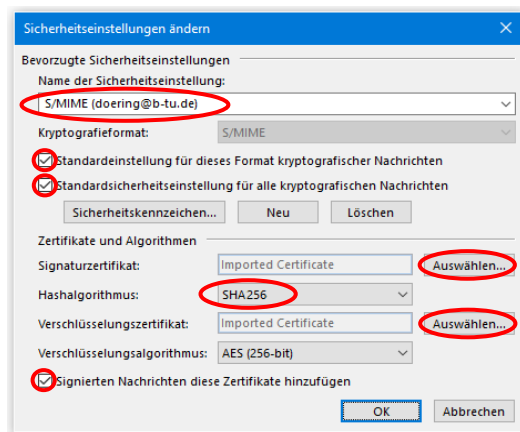 Sicherheitseinstellungen ändern
Bevorzugte Sicherheitseinstellungen
Name der Sicherheitseinstellung:
S/MIME (doering@b-tu.de)
Kryptografieformat: S/MIME
Standardeinstellung für dieses Format kryptografischer Nachrichten
Standardsicherheitseinstellung für alle kryptografischen Nachrichten
Sicherheitskennzeichen... Neu Löschen
Zertifikate und Algorithmen
Signaturzertifikat: Imported Certificate Auswählen...
Hashalgorithmus: SHA256
Verschlüsselungszertifikat: Imported Certificate Auswählen...
Verschlüsselungsalgorithmus: AES (256-bit)
Signierten Nachrichten diese Zertifikate hinzufügen
OK Abbrechen